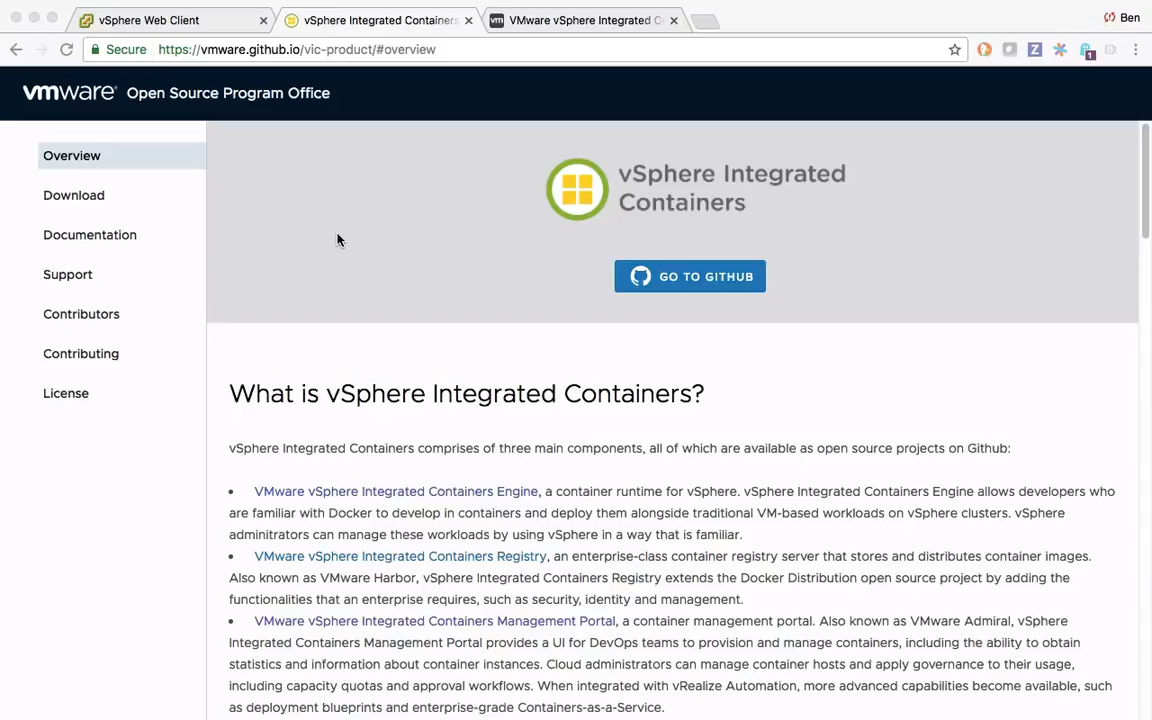 vSphere Web Client
vSphere Integrated Containers
VMware vSphere Integrated C
Ben
Secure https://vmware.github.io/vic-product/#overview
Z
1
vmware Open Source Program Office
Overview
Download
Documentation
Support
Contributors
Contributing
License
vSphere Integrated
Containers
GO TO GITHUB
What is vSphere Integrated Containers?
vSphere Integrated Containers comprises of three main components, all of which are available as open source projects on Github:
• VMware vSphere Integrated Containers Engine, a container runtime for vSphere. vSphere Integrated Containers Engine allows developers who
are familiar with Docker to develop in containers and deploy them alongside traditional VM-based workloads on vSphere clusters. vSphere
adminitrators can manage these workloads by using vSphere in a way that is familiar.
• VMware vSphere Integrated Containers Registry, an enterprise-class container registry server that stores and distributes container images.
Also known as VMware Harbor, vSphere Integrated Containers Registry extends the Docker Distribution open source project by adding the
functionalities that an enterprise requires, such as security, identity and management.
• VMware vSphere Integrated Containers Management Portal, a container management portal. Also known as VMware Admiral, vSphere
Integrated Containers Management Portal provides a UI for DevOps teams to provision and manage containers, including the ability to obtain
statistics and information about container instances. Cloud administrators can manage container hosts and apply governance to their usage,
including capacity quotas and approval workflows. When integrated with vRealize Automation, more advanced capabilities become available, such
as deployment blueprints and enterprise-grade Containers-as-a-Service.